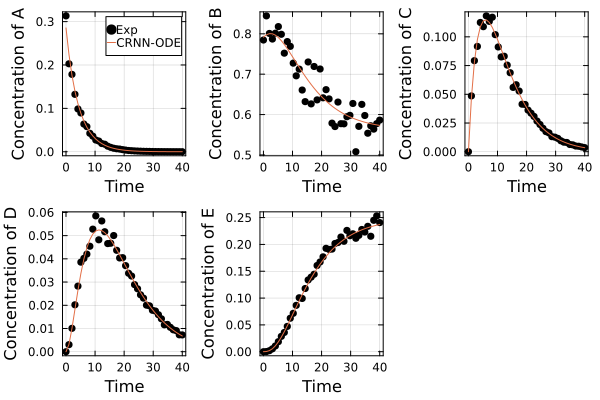 Concentration of A
0.3
0.2
0.1
0.0
0 10 20 30 40
Time
Exp
CRNN-ODE
Concentration of B
0.8
0.7
0.6
0.5
0 10 20 30 40
Time
Concentration of C
0.100
0.075
0.050
0.025
0.000
0 10 20 30 40
Time
Concentration of D
0.06
0.05
0.04
0.03
0.02
0.01
0.00
0 10 20 30 40
Time
Concentration of E
0.25
0.20
0.15
0.10
0.05
0.00
0 10 20 30 40
Time